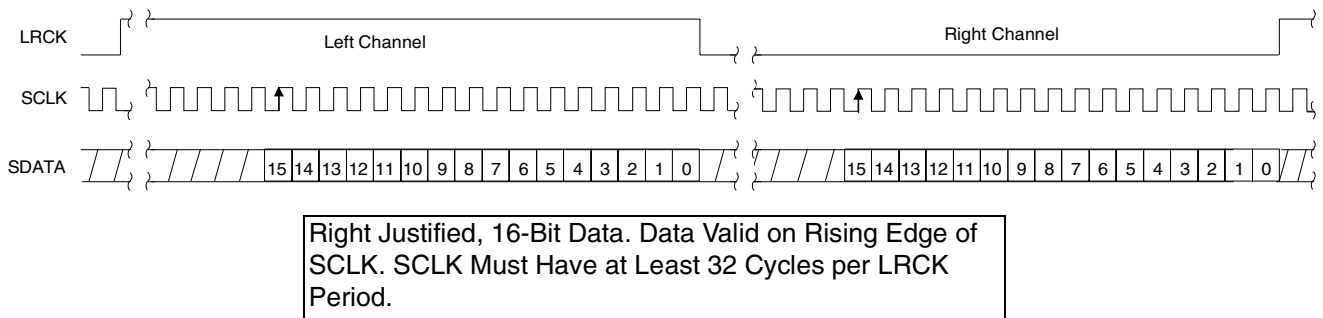 LRCK Left Channel Right Channel
SCLK
SDATA 15 14 13 12 11 10 9 8 7 6 5 4 3 2 1 0 15 14 13 12 11 10 9 8 7 6 5 4 3 2 1 0
Right Justified, 16-Bit Data. Data Valid on Rising Edge of
SCLK. SCLK Must Have at Least 32 Cycles per LRCK
Period.